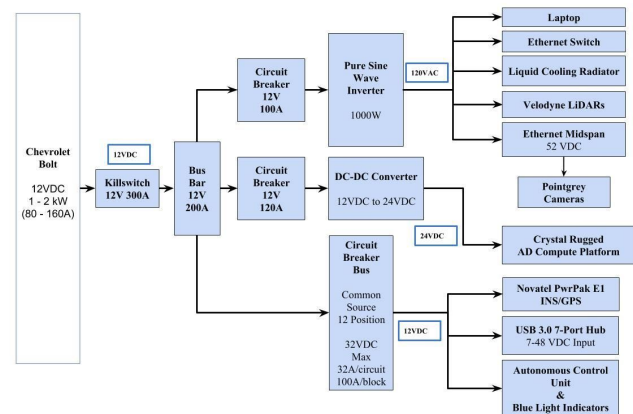 Chevrolet
Bolt
12VDC
1 - 2 kW
(80 - 160A)
12VDC
Killswitch
12V 300A
Bus
Bar
12V
200A
Circuit
Breaker
12V
100A
Pure Sine
Wave
Inverter
1000W
120VAC
Laptop
Ethernet Switch
Liquid Cooling Radiator
Velodyne LiDARs
Ethernet Midspan
52 VDC
Pointgrey
Cameras
Circuit
Breaker
12V
120A
DC-DC Converter
12VDC to 24VDC
24VDC
Crystal Rugged
AD Compute Platform
Circuit
Breaker
Bus
Common
Source
12 Position
32VDC
Max
32A/circuit
100A/block
12VDC
Novatel PwrPak E1
INS/GPS
USB 3.0 7-Port Hub
7-48 VDC Input
Autonomous Control
Unit
&
Blue Light Indicators